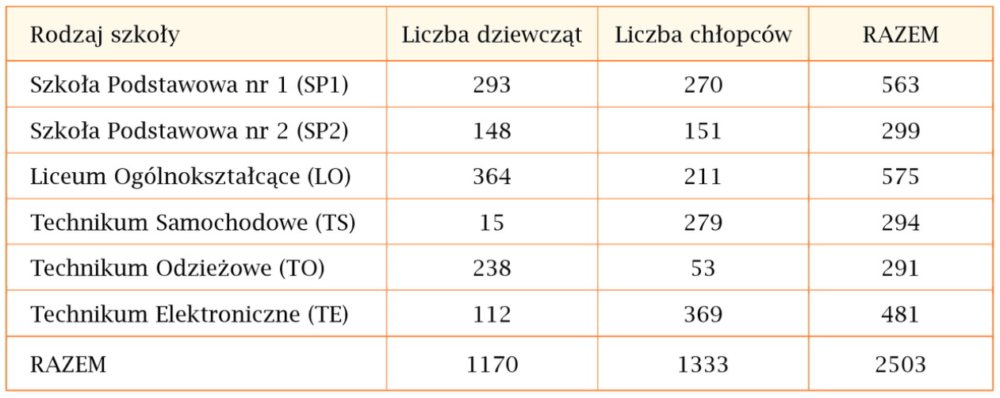 Rodzaj szkoły Liczba dziewcząt Liczba chłopców RAZEM
Szkoła Podstawowa nr 1 (SP1) 293 270 563
Szkoła Podstawowa nr 2 (SP2) 148 151 299
Liceum Ogólnokształcące (LO) 364 211 575
Technikum Samochodowe (TS) 15 279 294
Technikum Odzieżowe (TO) 238 53 291
Technikum Elektroniczne (TE) 112 369 481
RAZEM 1170 1333 2503